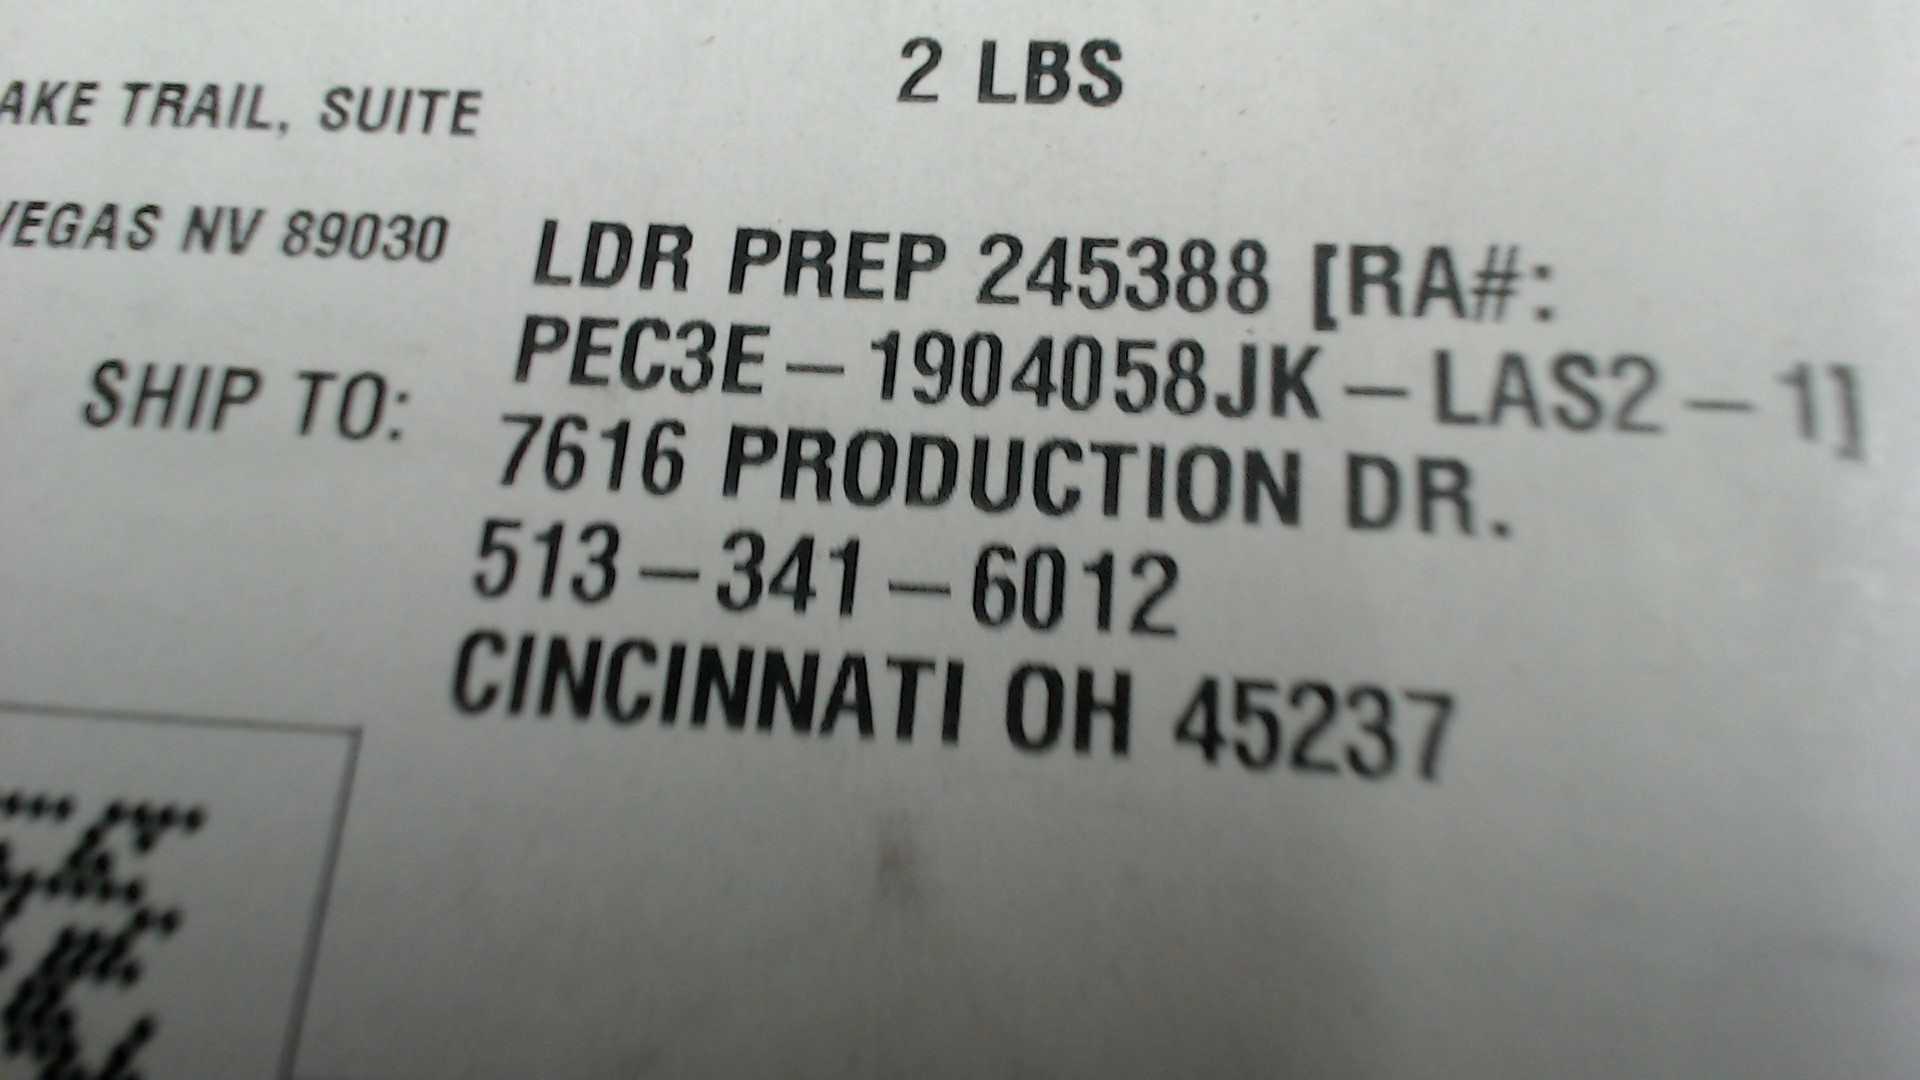 2 LBS
AKE TRAIL, SUITE
VEGAS NV 89030
LDR PREP 245388 [RA#:
PEC3E-1904058JK-LAS2-1]
SHIP TO:
7616 PRODUCTION DR.
513-341-6012
CINCINNATI OH 45237